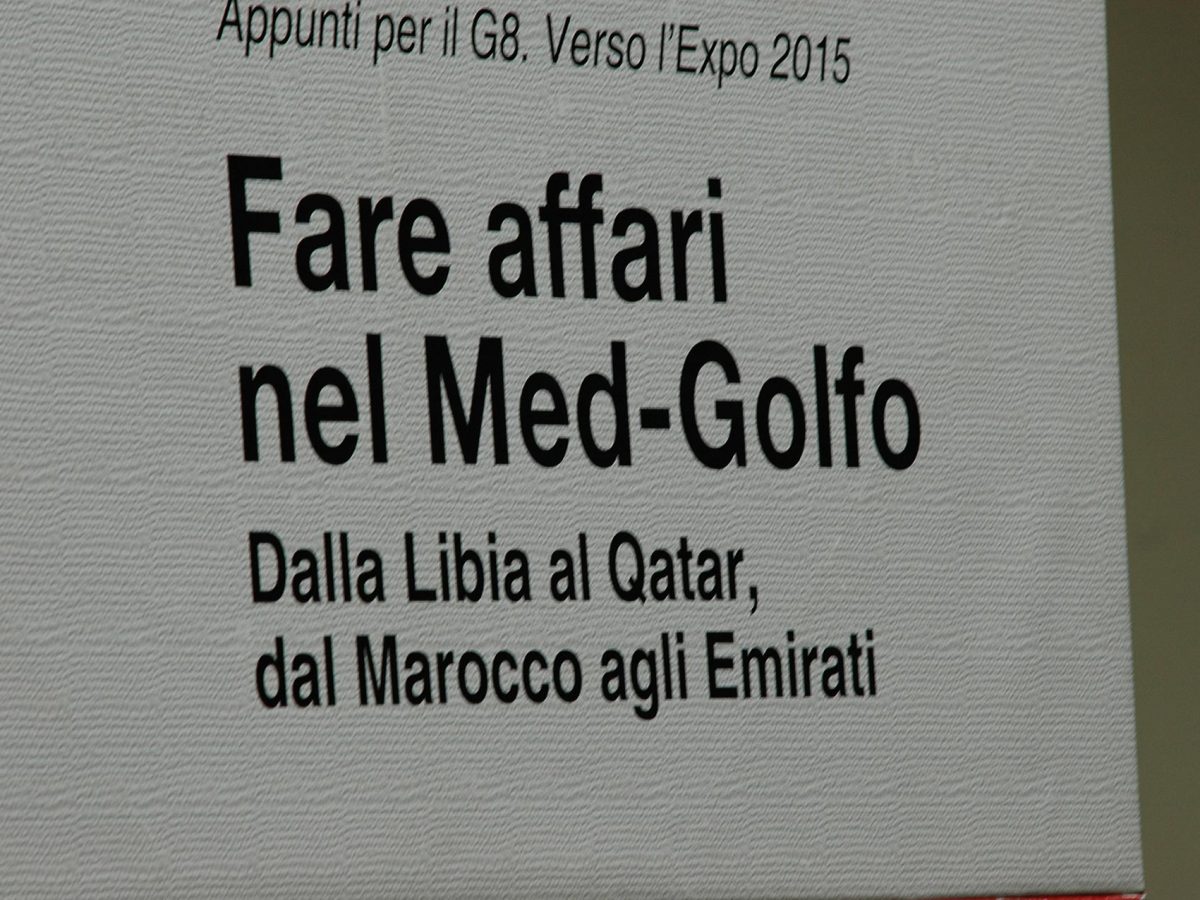 Appunti per il G8. Verso l'Expo 2015
Fare affari
nel Med-Golfo
Dalla Libia al Qatar,
dal Marocco agli Emirati